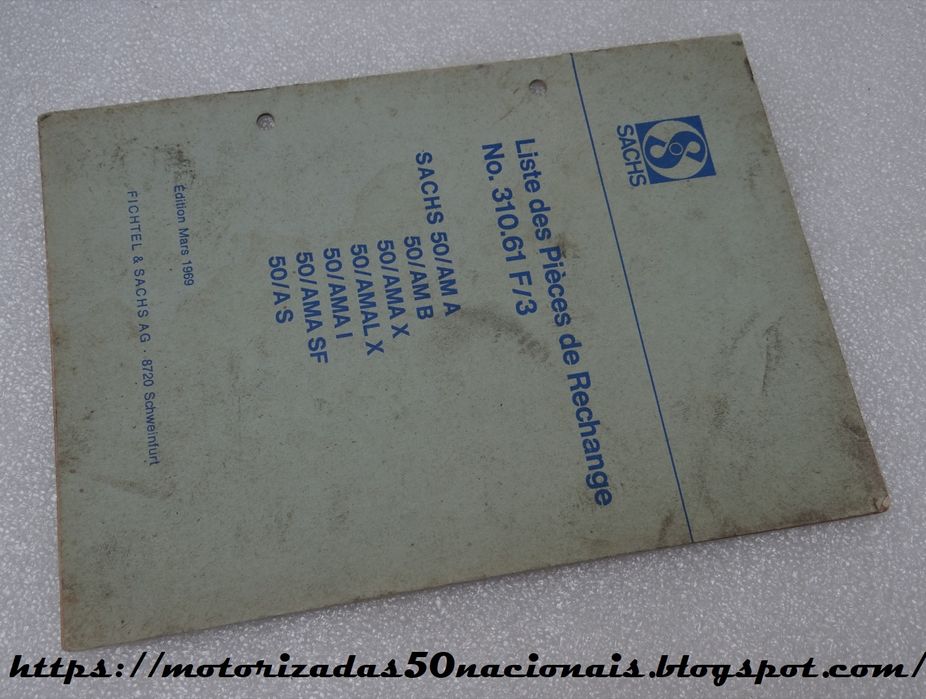 SACHS
Liste des Pièces de Rechange
No. 310.61 F/3
SACHS 50/AM A
50/AM B
50/AMA X
50/AMAL X
50/AMA I
50/AMA SF
50/A S
Édition Mars 1969
FICHTEL & SACHS AG · 8720 Schweinfurt
https://motorizadas50nacionais.blogspot.com/